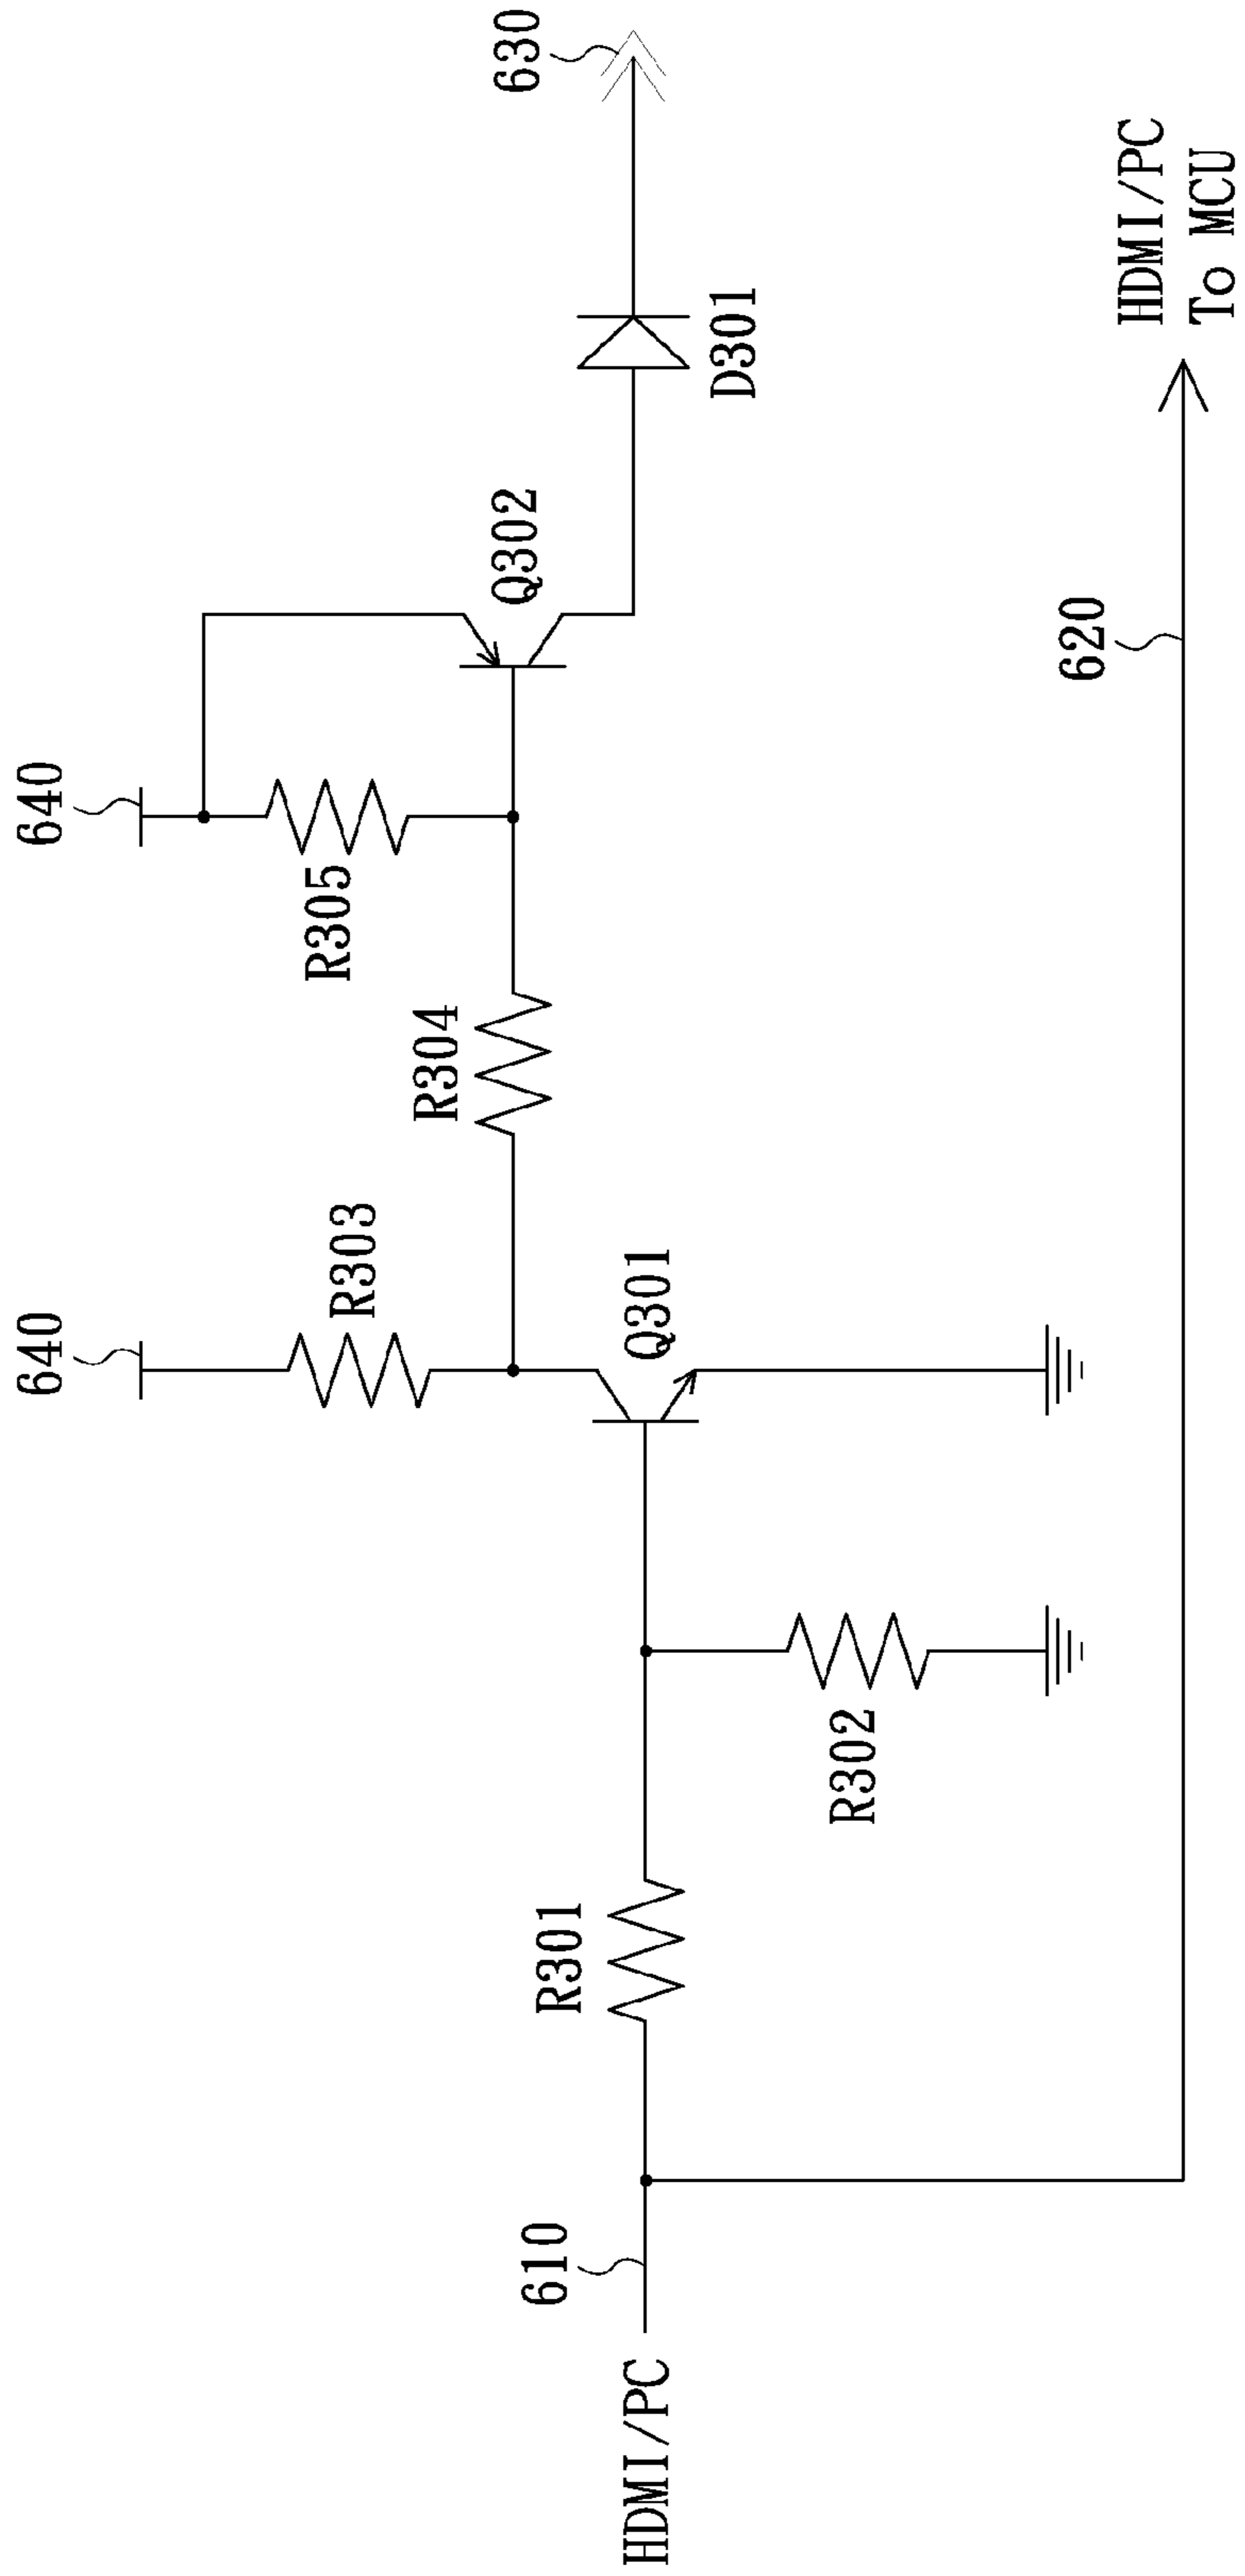 640
640
R303
R305
R304
Q302
630
610
R301
Q301
D301
HDMI/PC
R302
620
HDMI/PC
To MCU